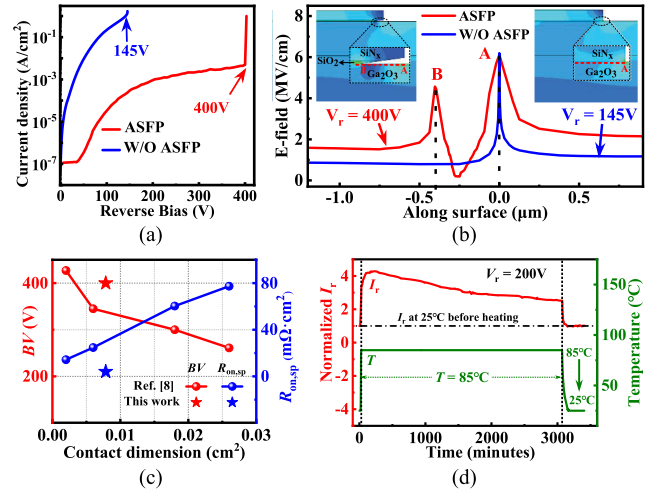 Current density (A/cm²)
10⁻¹
10⁻³
10⁻⁵
10⁻⁷
145V
400V
ASFP
W/O ASFP
0 100 200 300 400
Reverse Bias (V)
(a)
E-field (MV/cm)
8
6
4
2
0
ASFP
W/O ASFP
SiNₓ
SiO₂
B A
Ga₂O₃
SiNₓ
A
Ga₂O₃
A
B
Vᵣ = 400V
Vᵣ = 145V
-1.0 -0.5 0.0 0.5
Along surface (μm)
(b)
BV (V)
400
300
200
80
40
0
Rₒₙ,ₛₚ (mΩ·cm²)
BV Rₒₙ,ₛₚ
Ref. [8]
This work
0.00 0.01 0.02 0.03
Contact dimension (cm²)
(c)
Normalized Iᵣ
4
2
0
-2
-4
Iᵣ
Vᵣ = 200V
Iᵣ at 25°C before heating
T
T = 85°C
85°C
25°C
150
100
50
Temperature (°C)
0 1000 2000 3000
Time (minutes)
(d)